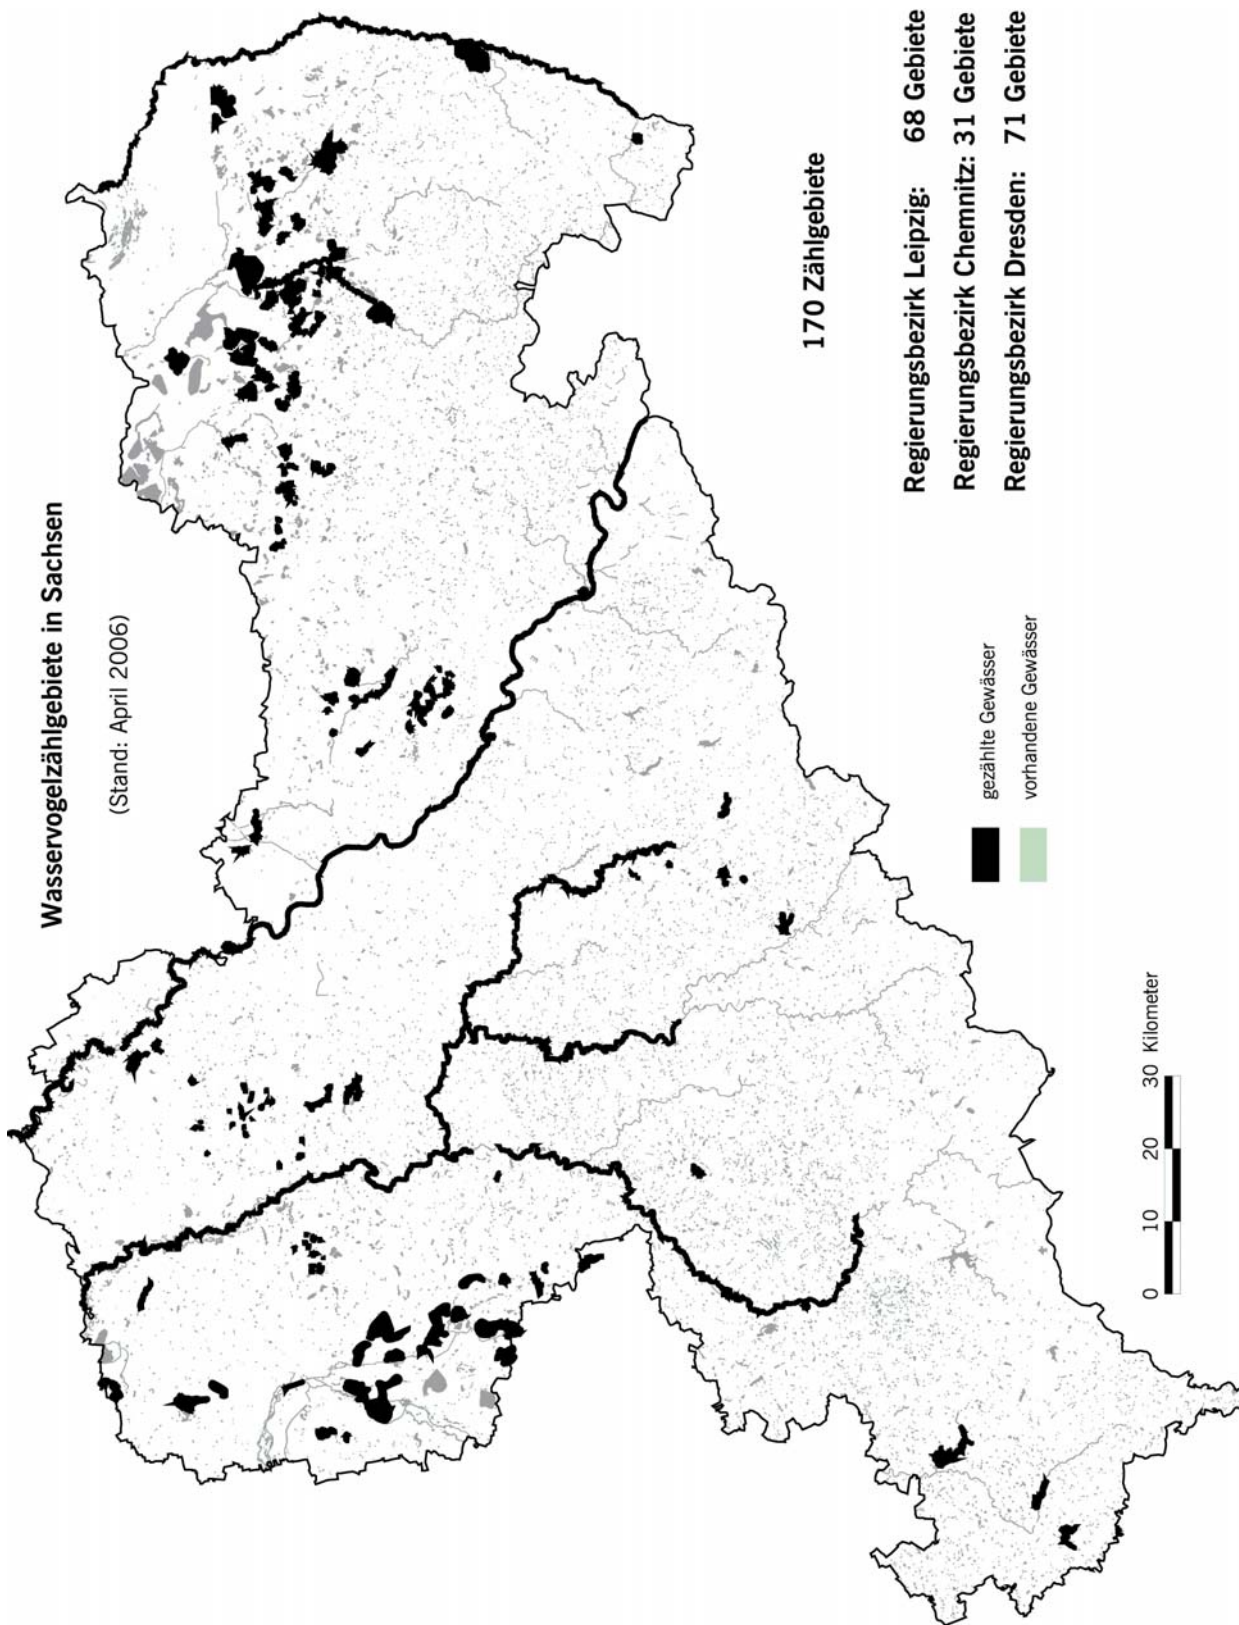 Wasservogelzählgebiete in Sachsen
(Stand: April 2006)
170 Zählgebiete
Regierungsbezirk Leipzig: 68 Gebiete
Regierungsbezirk Chemnitz: 31 Gebiete
Regierungsbezirk Dresden: 71 Gebiete
gezählte Gewässer
vorhandene Gewässer
0 10 20 30 Kilometer